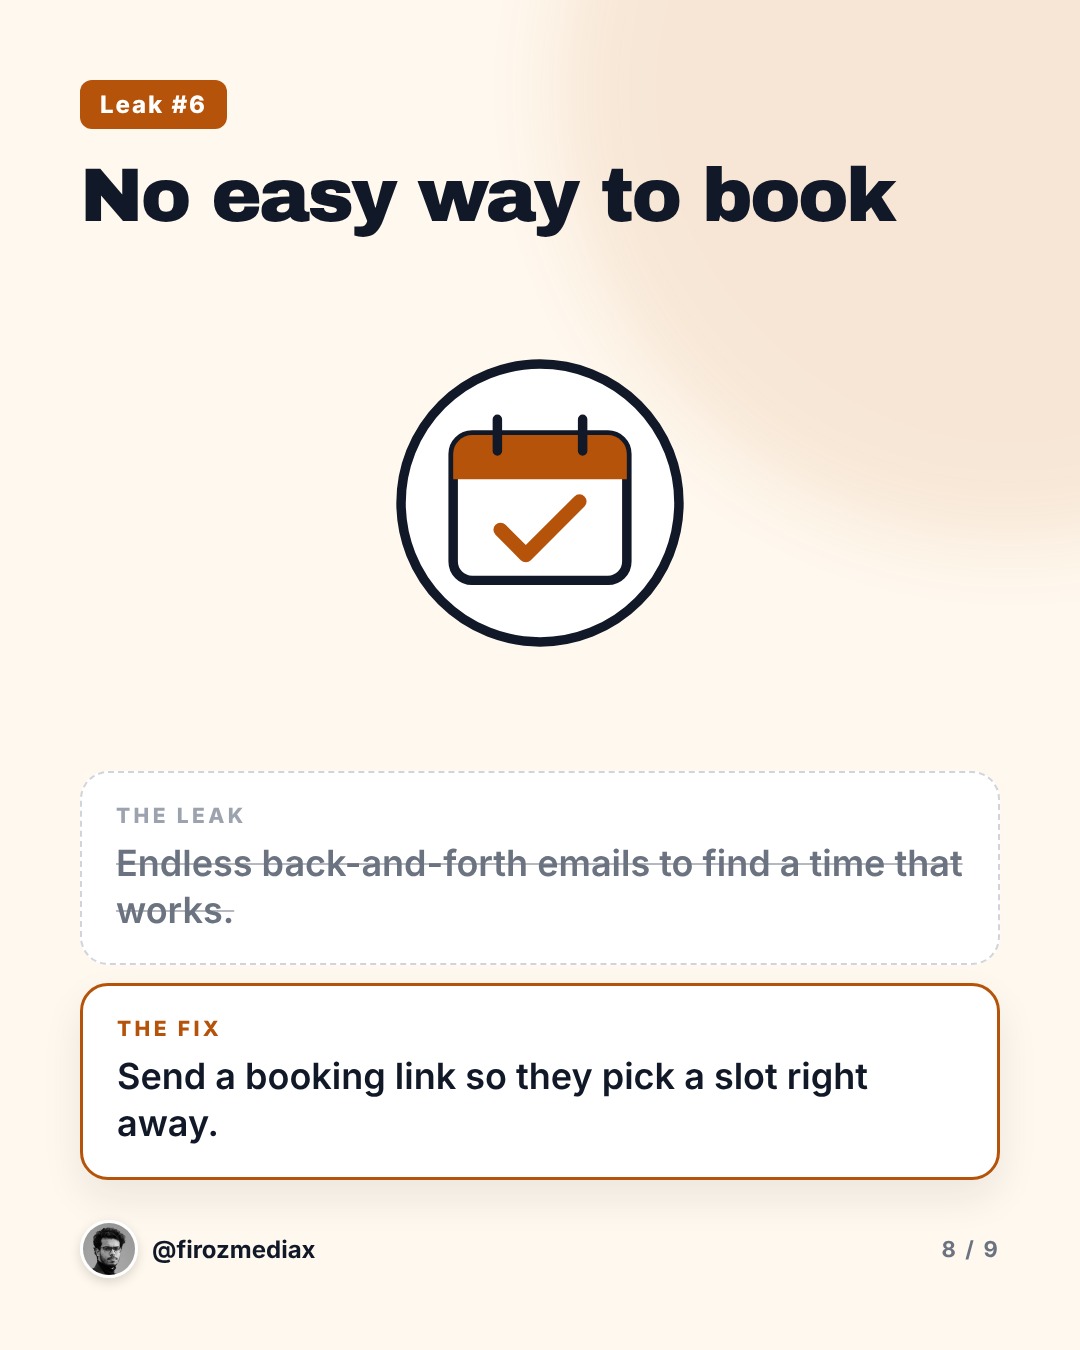 Leak #6
No easy way to book
THE LEAK
Endless back-and-forth emails to find a time that
works.
THE FIX
Send a booking link so they pick a slot right
away.
@firozmediax
8 / 9